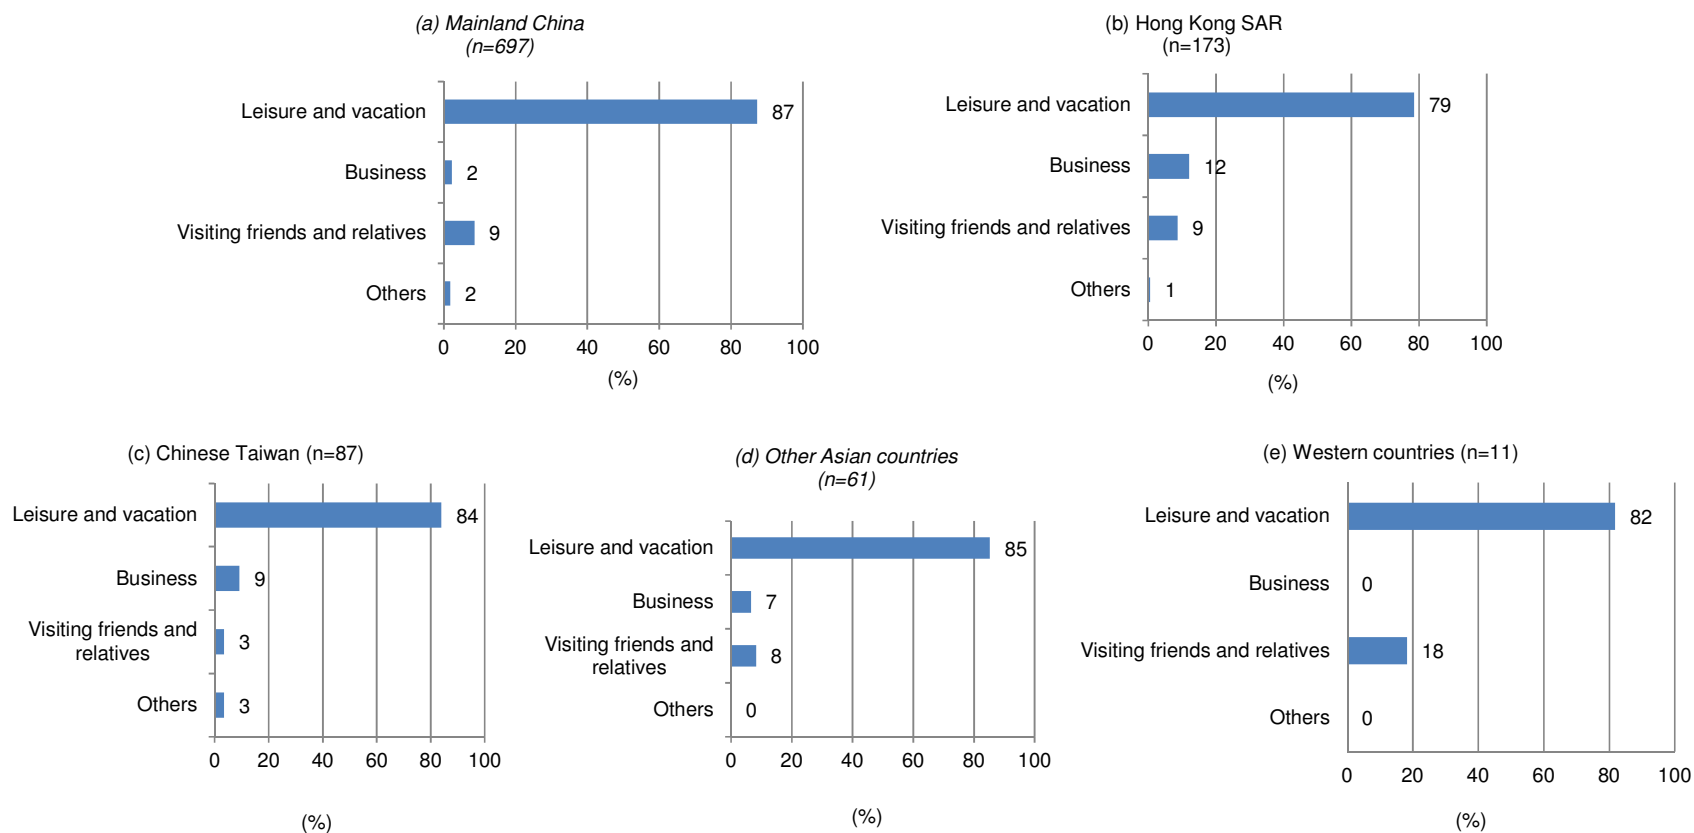 (a) Mainland China
(n=697)
Leisure and vacation
87
Business
2
Visiting friends and relatives
9
Others
2
0 20 40 60 80 100
(%)
(b) Hong Kong SAR
(n=173)
Leisure and vacation
79
Business
12
Visiting friends and relatives
9
Others
1
0 20 40 60 80 100
(%)
(c) Chinese Taiwan (n=87)
Leisure and vacation
84
Business
9
Visiting friends and
relatives
3
Others
3
0 20 40 60 80 100
(%)
(d) Other Asian countries
(n=61)
Leisure and vacation
85
Business
7
Visiting friends and
relatives
8
Others
0
0 20 40 60 80 100
(%)
(e) Western countries (n=11)
Leisure and vacation
82
Business
0
Visiting friends and relatives
18
Others
0
0 20 40 60 80 100
(%)